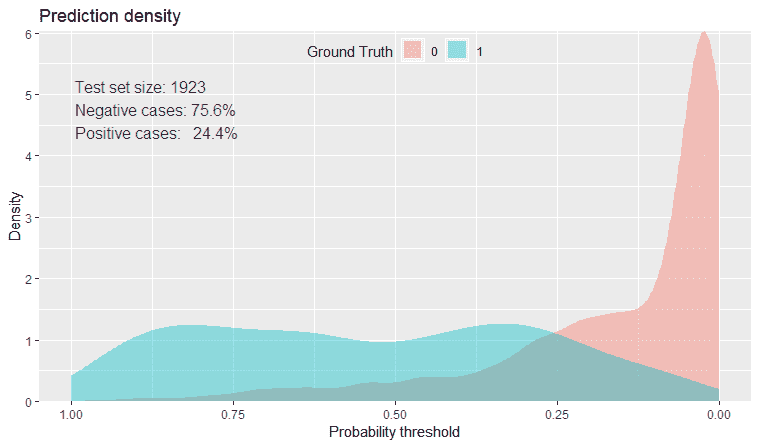 Prediction density
Ground Truth 0 1
Test set size: 1923
Negative cases: 75.6%
Positive cases: 24.4%
6
5
4
3
2
1
0
Density
1.00 0.75 0.50 0.25 0.00
Probability threshold